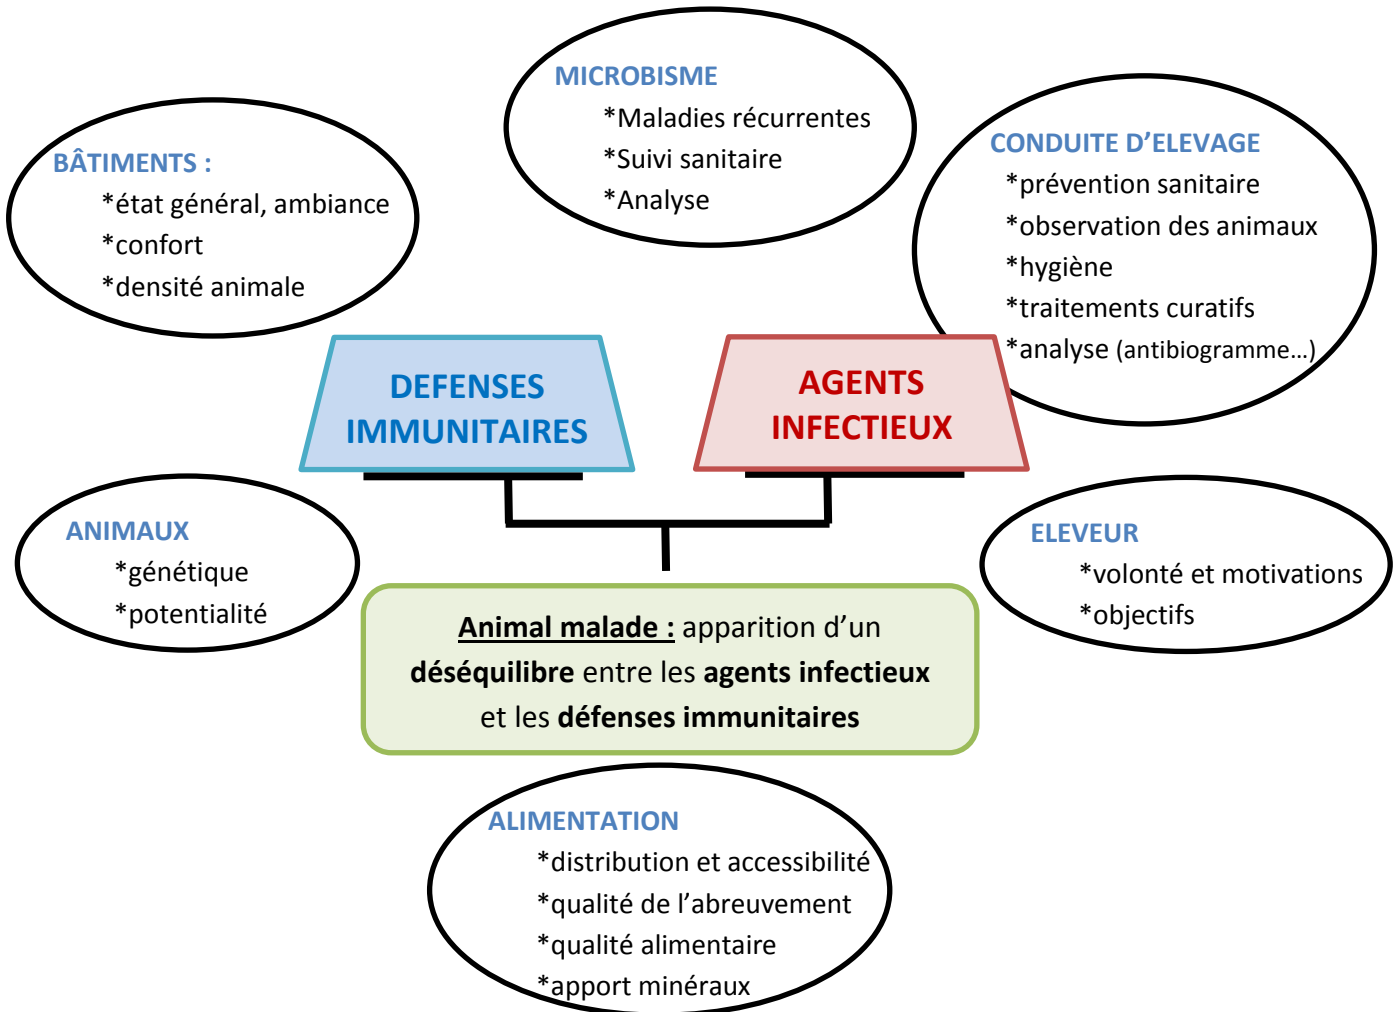 MICROBISME
*Maladies récurrentes
*Suivi sanitaire
*Analyse
BÂTIMENTS :
*état général, ambiance
*confort
*densité animale
CONDUITE D’ELEVAGE
*prévention sanitaire
*observation des animaux
*hygiène
*traitements curatifs
*analyse (antibiogramme…)
DEFENSES
IMMUNITAIRES
AGENTS
INFECTIEUX
ANIMAUX
*génétique
*potentialité
ELEVEUR
*volonté et motivations
*objectifs
Animal malade : apparition d’un
déséquilibre entre les agents infectieux
et les défenses immunitaires
ALIMENTATION
*distribution et accessibilité
*qualité de l’abreuvement
*qualité alimentaire
*apport minéraux